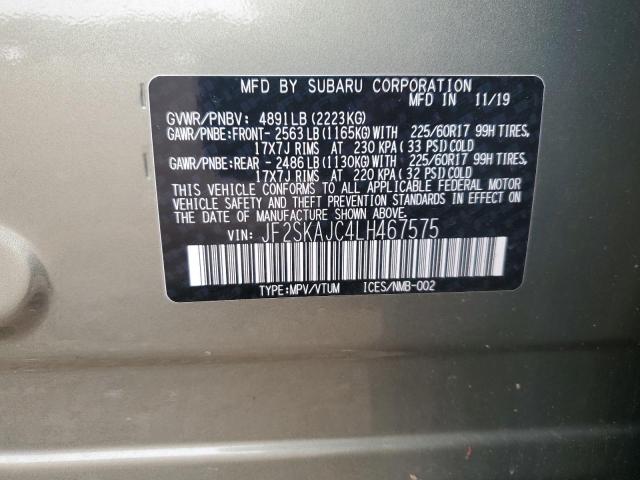 MFD BY SUBARU CORPORATION
MFD IN 11/19
GVWR/PNBV: 4891LB(2223KG)
GAWR/PNBE:FRONT- 2563LB(1165KG)WITH 225/60R17 99H TIRES,
17X7J RIMS AT 230 KPA(33 PSI)COLD
GAWR/PNBE:REAR - 2486LB(1130KG)WITH 225/60R17 99H TIRES,
17X7J RIMS AT 220 KPA(32 PSI)COLD
THIS VEHICLE CONFORMS TO ALL APPLICABLE FEDERAL MOTOR
VEHICLE SAFETY AND THEFT PREVENTION STANDARDS IN EFFECT
ON THE DATE OF MANUFACTURE SHOWN ABOVE.
VIN: JF2SKAJC4LH467575
TYPE:MPV/VTUM ICES/NMB-002